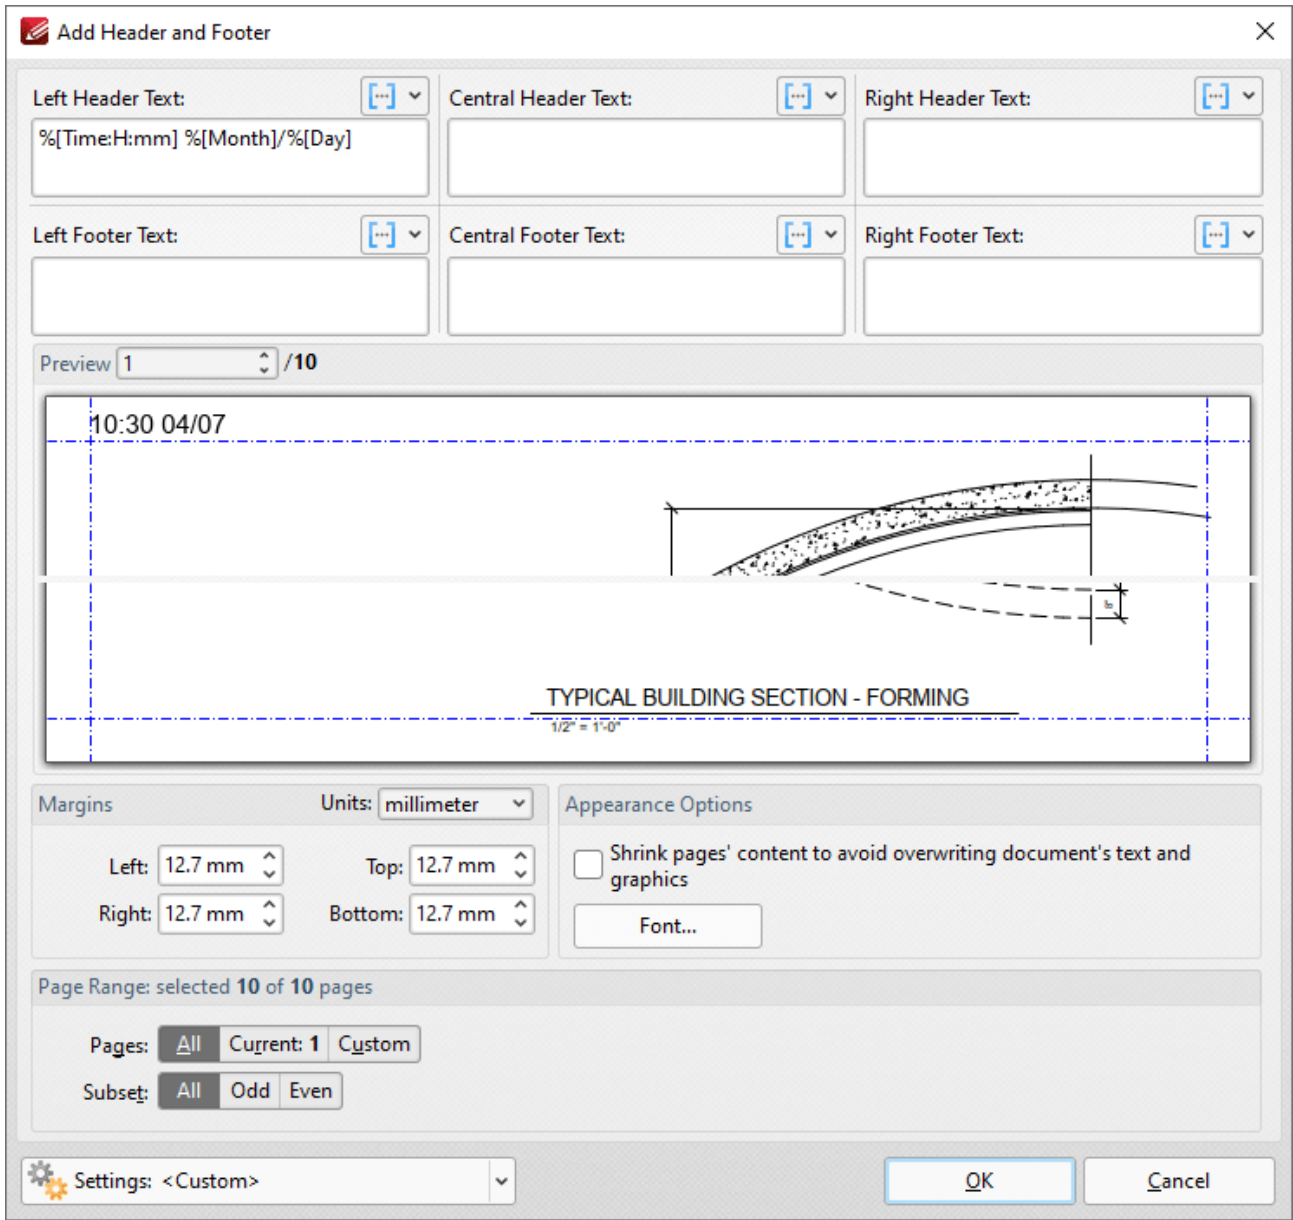 Add Header and Footer
Left Header Text:
Central Header Text:
Right Header Text:
%[Time:H:mm] %[Month]/%[Day]
Left Footer Text:
Central Footer Text:
Right Footer Text:
Preview 1 /10
10:30 04/07
TYPICAL BUILDING SECTION - FORMING
1/2" = 1'-0"
Margins
Units: millimeter
Left: 12.7 mm
Top: 12.7 mm
Right: 12.7 mm
Bottom: 12.7 mm
Appearance Options
Shrink pages' content to avoid overwriting document's text and
graphics
Font...
Page Range: selected 10 of 10 pages
Pages: All Current: 1 Custom
Subset: All Odd Even
Settings: <Custom>
OK
Cancel